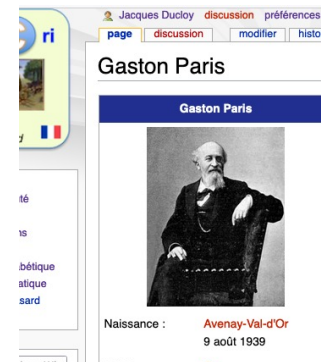 Jacques Ducloy discussion préférences
ri
page discussion modifier histo
Gaston Paris
Gaston Paris
d
té
ns
bétique
atique
sard
Naissance : Avenay-Val-d'Or
9 août 1939